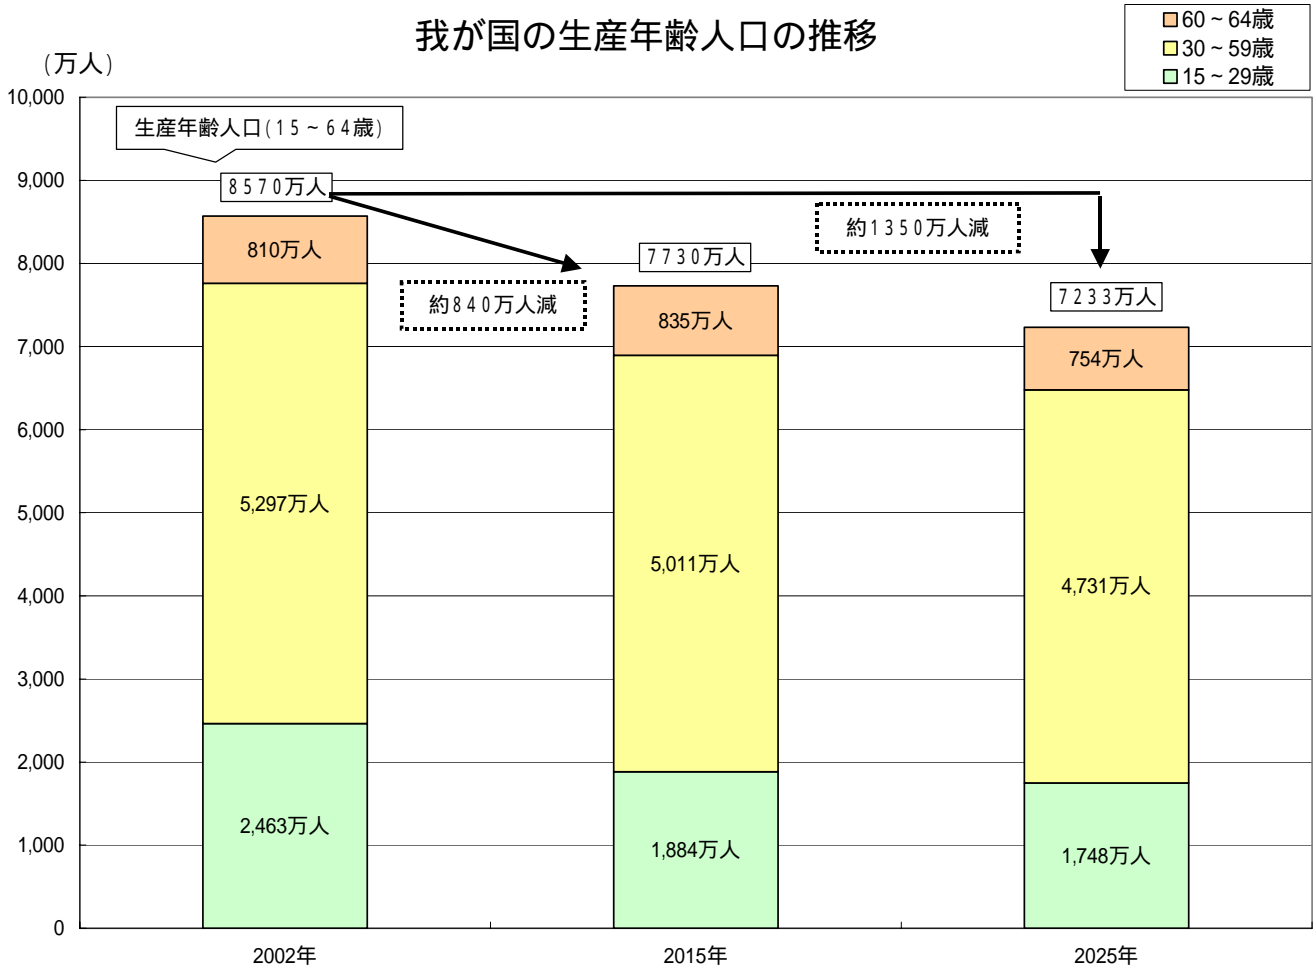 我が国の生産年齢人口の推移
60～64歳
30～59歳
15～29歳
(万人)
10,000
9,000
8,000
7,000
6,000
5,000
4,000
3,000
2,000
1,000
0
生産年齢人口(15～64歳)
8570万人
810万人
5,297万人
2,463万人
約840万人減
7730万人
835万人
5,011万人
1,884万人
約1350万人減
7233万人
754万人
4,731万人
1,748万人
2002年
2015年
2025年